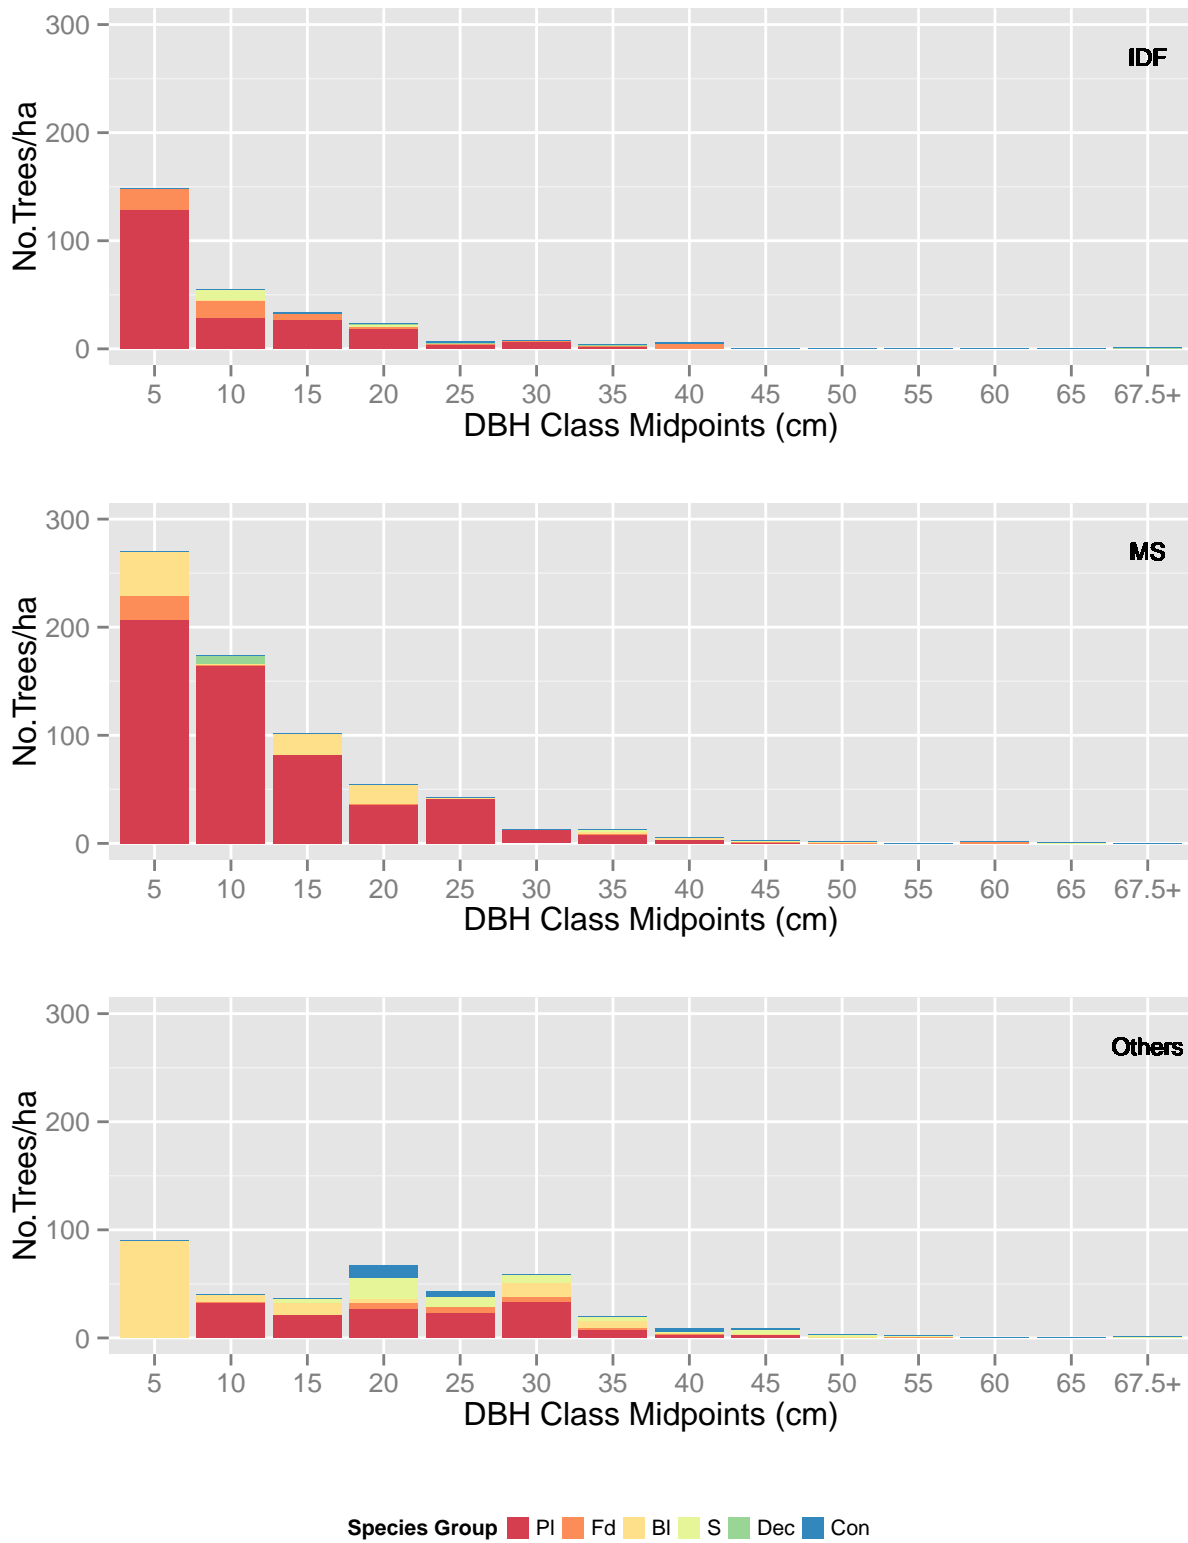 300
IDF
200
No.Trees/ha
100
0
5 10 15 20 25 30 35 40 45 50 55 60 65 67.5+
DBH Class Midpoints (cm)
300
MS
200
No.Trees/ha
100
0
5 10 15 20 25 30 35 40 45 50 55 60 65 67.5+
DBH Class Midpoints (cm)
300
Others
200
No.Trees/ha
100
0
5 10 15 20 25 30 35 40 45 50 55 60 65 67.5+
DBH Class Midpoints (cm)
Species Group Pl Fd Bl S Dec Con